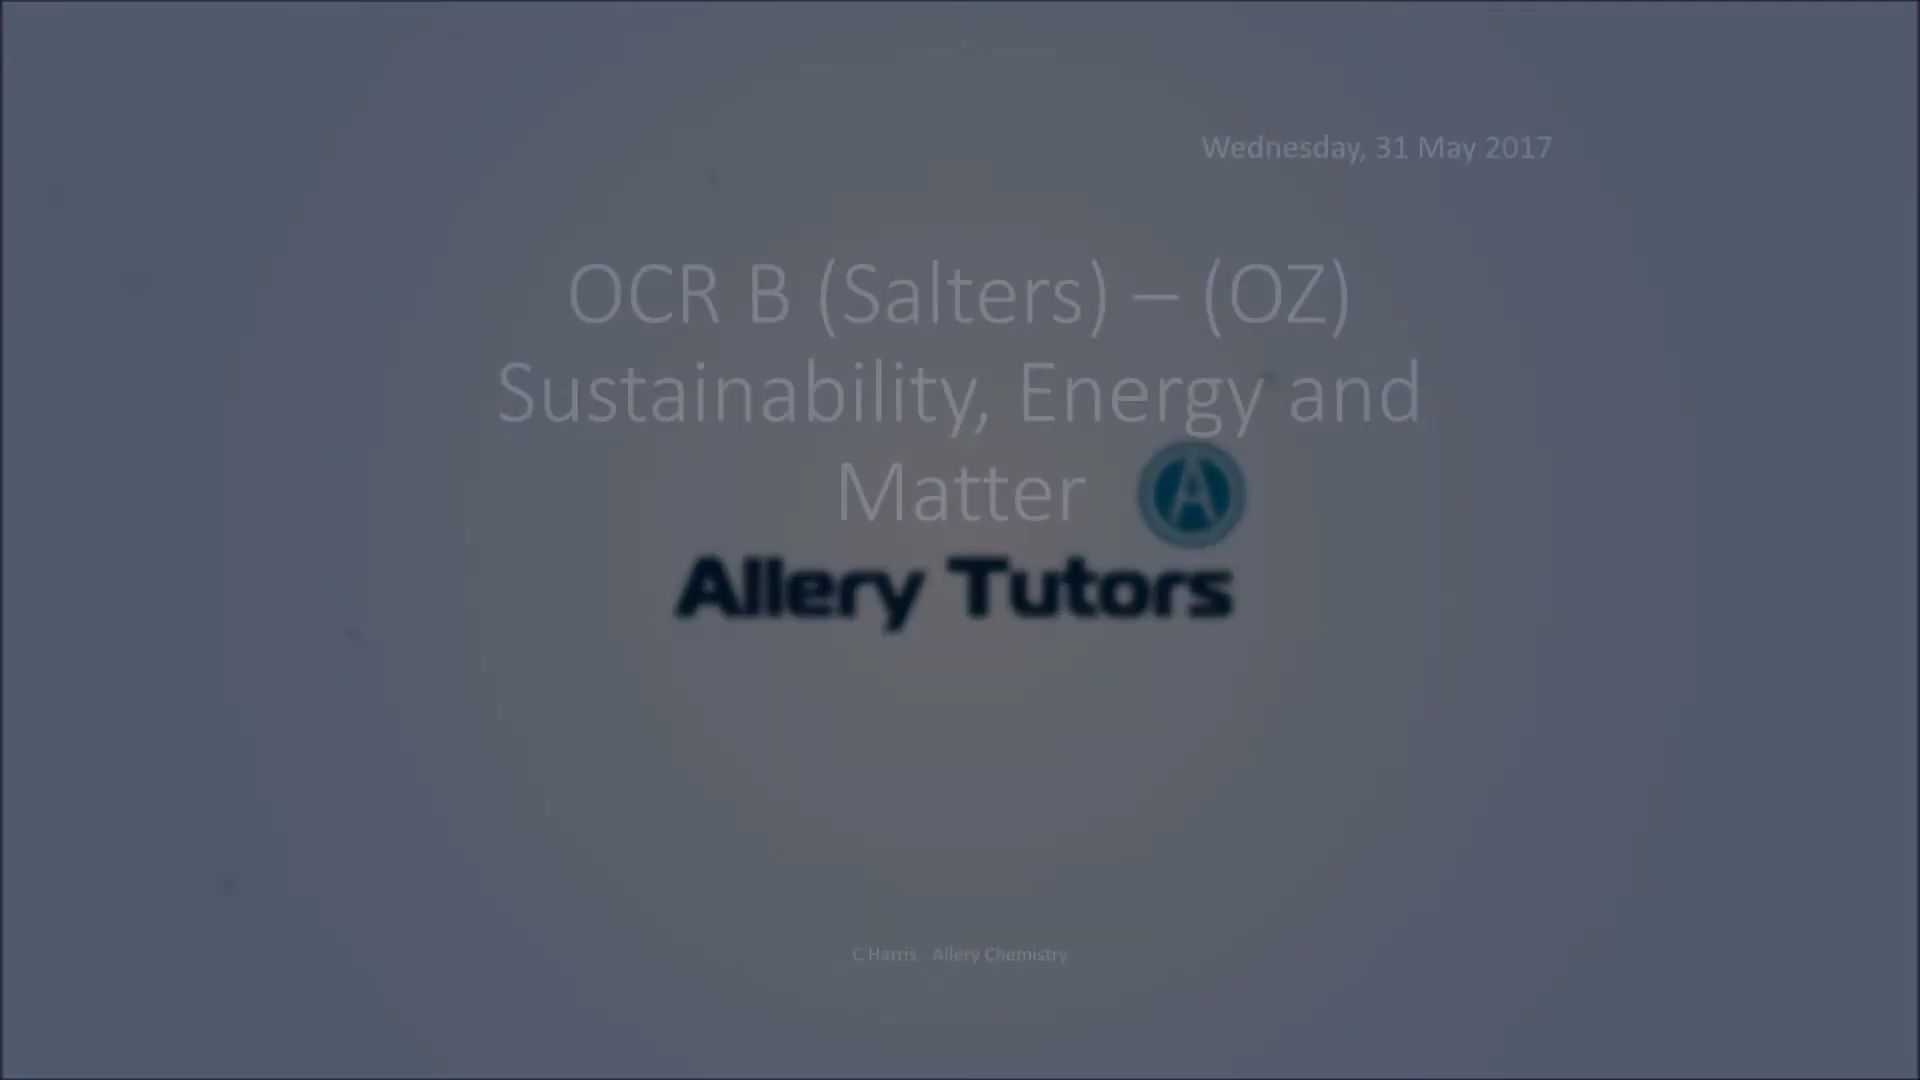 Wednesday, 31 May 2017
OCR B (Salters) – (OZ)
Sustainability, Energy and
Matter
A
Allery Tutors
C Harris - Allery Chemistry